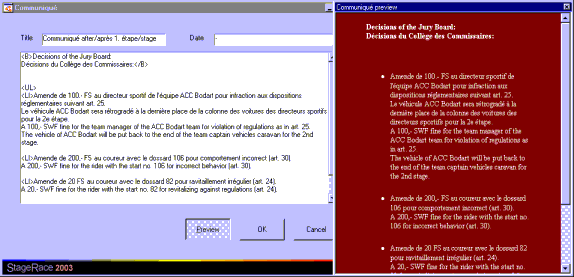 Communiqué
Title
Communiqué after/après 1. étape/stage
Date
-
<B>Decisions of the Jury Board:
Décisions du Collège des Commissaires:</B>
<UL>
<LI>Amende de 100.- FS au directeur sportif de l'équipe ACC Bodart pour infraction aux dispositions
réglementaires suivant art. 25.
Le véhicule ACC Bodart sera rétrogradé à la dernière place de la colonne des voitures des directeurs sportifs
pour la 2e étape.
A 100,- SWF fine for the team manager of the ACC Bodart team for violation of regulations as in art. 25.
The vehicle of ACC Bodart will be put back to the end of the team captain vehicles caravan for the 2nd
stage.
<LI>Amende de 200,- FS au coureur avec le dossard 106 pour comportement incorrect (art. 30).
A 200,- SWF fine for the rider with the start no. 106 for incorrect behavior (art. 30).
<LI>Amende de 20 FS au coureur avec le dossard 82 pour ravitaillement irrégulier (art. 24).
A 20,- SWF fine for the rider with the start no. 82 for revitalizing against regulations (art. 24).
Preview
OK
Cancel
StageRace 2003
Communiqué preview
Decisions of the Jury Board:
Décisions du Collège des Commissaires:
Amende de 100.- FS au directeur sportif de
l'équipe ACC Bodart pour infraction aux
dispositions réglementaires suivant art. 25.
Le véhicule ACC Bodart sera rétrogradé à la
dernière place de la colonne des voitures des
directeurs sportifs pour la 2e étape.
A 100,- SWF fine for the team manager of the
ACC Bodart team for violation of regulations as
in art. 25.
The vehicle of ACC Bodart will be put back to
the end of the team captain vehicles caravan for
the 2nd stage.
Amende de 200,- FS au coureur avec le dossard
106 pour comportement incorrect (art. 30).
A 200,- SWF fine for the rider with the start no.
106 for incorrect behavior (art. 30).
Amende de 20 FS au coureur avec le dossard 82
pour ravitaillement irrégulier (art. 24).
A 20,- SWF fine for the rider with the start no.